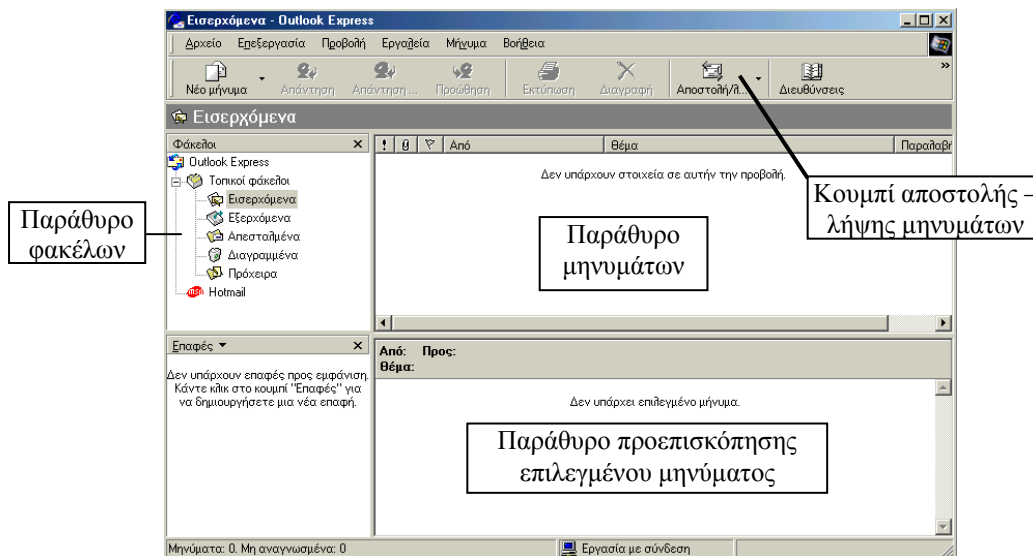 Εισερχόμενα - Outlook Express
Αρχείο Επεξεργασία Προβολή Εργαλεία Μήνυμα Βοήθεια
Νέο μήνυμα Απάντηση Απάντηση ... Προώθηση Εκτύπωση Διαγραφή Αποστολή/λ... Διευθύνσεις »
Εισερχόμενα
Φάκελοι
Outlook Express
Τοπικοί φάκελοι
Εισερχόμενα
Εξερχόμενα
Απεσταλμένα
Διαγραμμένα
Πρόχειρα
msn Hotmail
! Από Θέμα Παραλαβή
Δεν υπάρχουν στοιχεία σε αυτήν την προβολή.
Παράθυρο
φακέλων
Παράθυρο
μηνυμάτων
Κουμπί αποστολής –
λήψης μηνυμάτων
Επαφές
Δεν υπάρχουν επαφές προς εμφάνιση.
Κάντε κλικ στο κουμπί "Επαφές" για
να δημιουργήσετε μια νέα επαφή.
Από: Προς:
Θέμα:
Δεν υπάρχει επιλεγμένο μήνυμα.
Παράθυρο προεπισκόπησης
επιλεγμένου μηνύματος
Μηνύματα: 0. Μη αναγνωσμένα: 0
Εργασία με σύνδεση